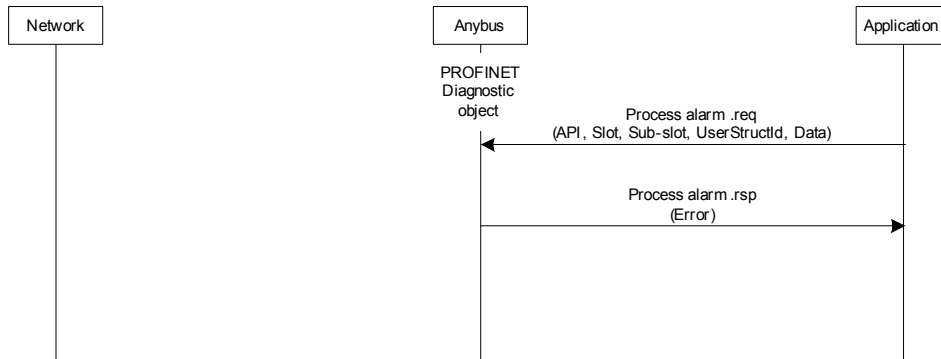 Network
Anybus
Application
PROFINET
Diagnostic
object
Process alarm .req
(API, Slot, Sub-slot, UserStructId, Data)
Process alarm .rsp
(Error)